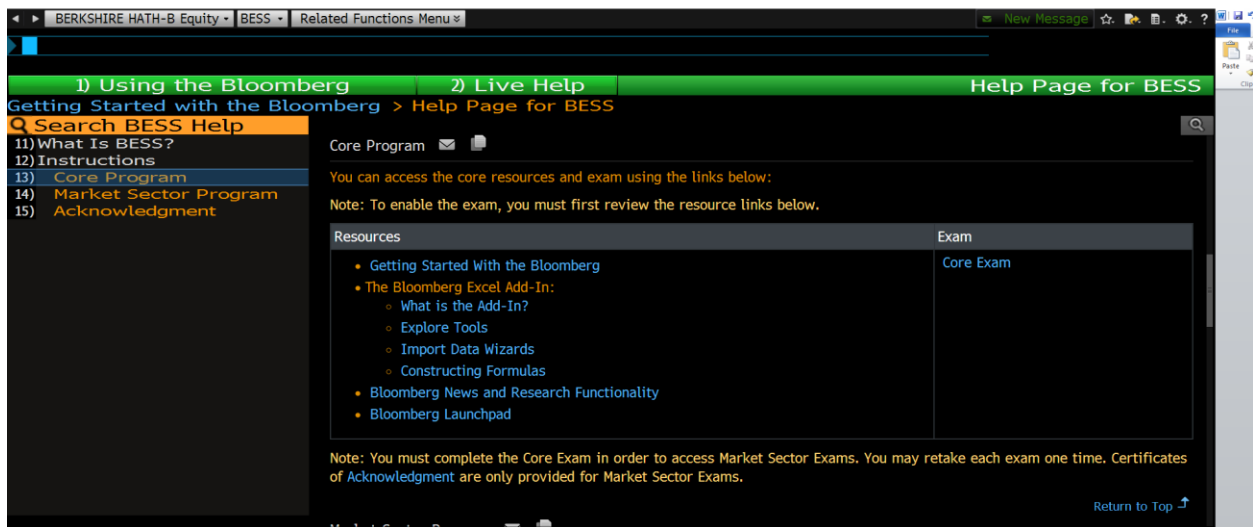 BERKSHIRE HATH-B Equity BESS Related Functions Menu New Message ?
File
Paste
Clip
1) Using the Bloomberg 2) Live Help Help Page for BESS
Getting Started with the Bloomberg > Help Page for BESS
Search BESS Help
11) What Is BESS?
12) Instructions
13) Core Program
14) Market Sector Program
15) Acknowledgment
Core Program
You can access the core resources and exam using the links below:
Note: To enable the exam, you must first review the resource links below.
Resources Exam
• Getting Started With the Bloomberg Core Exam
• The Bloomberg Excel Add-In:
◦ What is the Add-In?
◦ Explore Tools
◦ Import Data Wizards
◦ Constructing Formulas
• Bloomberg News and Research Functionality
• Bloomberg Launchpad
Note: You must complete the Core Exam in order to access Market Sector Exams. You may retake each exam one time. Certificates
of Acknowledgment are only provided for Market Sector Exams.
Return to Top